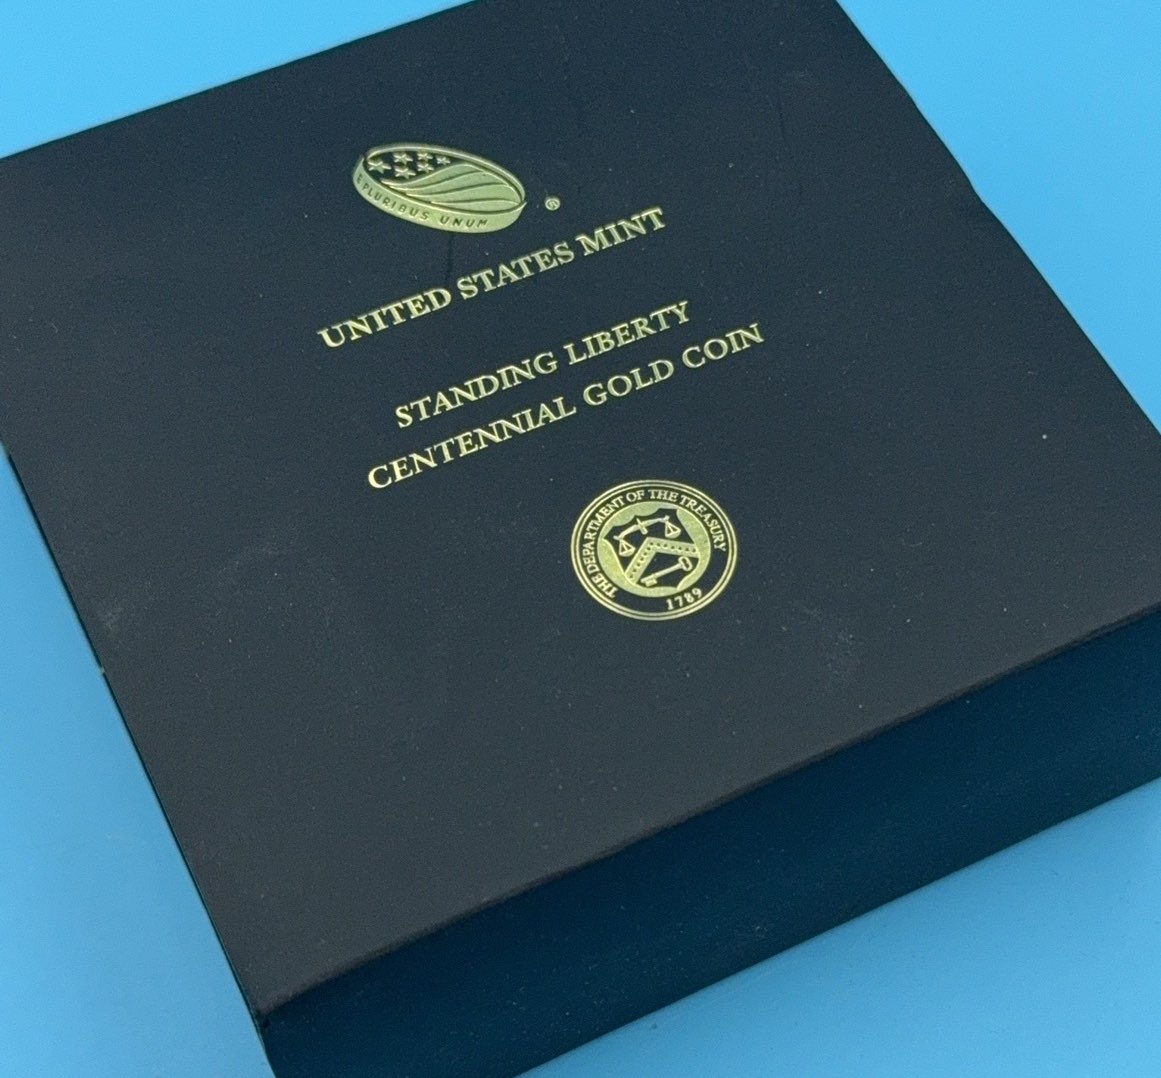 E PLURIBUS UNUM
®
UNITED STATES MINT
STANDING LIBERTY
CENTENNIAL GOLD COIN
THE DEPARTMENT OF THE TREASURY
1789